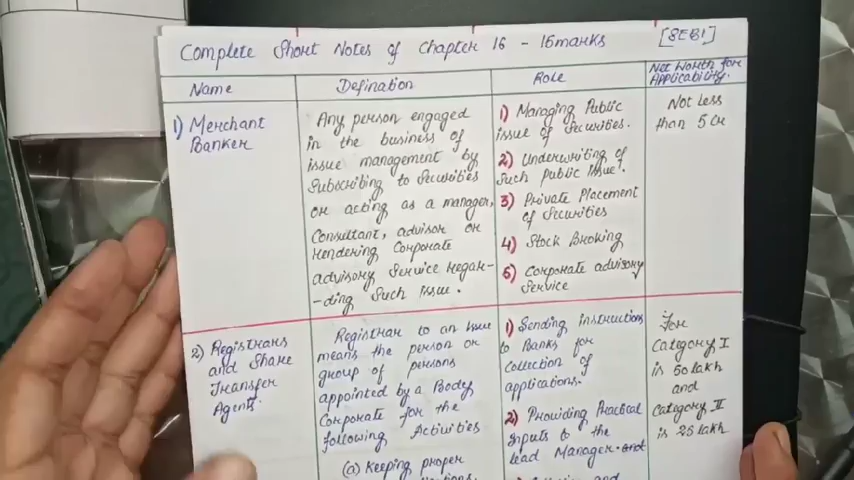 Complete Short Notes of Chapter 16 - 16marks [SEBI]
Name
Defination
Role
Net Worth for
Applicability.
1) Merchant
Banker
Any person engaged
in the business of
issue management by
Subscribing to Securities
or acting as a manager,
Consultant, advisor or
rendering Corporate
advisory Service regar-
-ding Such issue.
1) Managing Public
issue of Securities.
2) Underwriting of
Such public Issue.
3) Private Placement
of Securities
4) Stock Broking
5) Corporate advisory
Service
Not Less
than 5 Cr
2) Registrars
and Share
Transfer
Agent.
Registrar to an Issue
means the person or
group of persons
appointed by a Body
Corporate for the
following Activities
(a) Keeping proper
1) Sending instructions
to Banks for
Collection of
applications.
2) Providing Practical
Inputs to the
lead Manager and
For
Category I
is 50 lakh
and
Category II
is 25 lakh